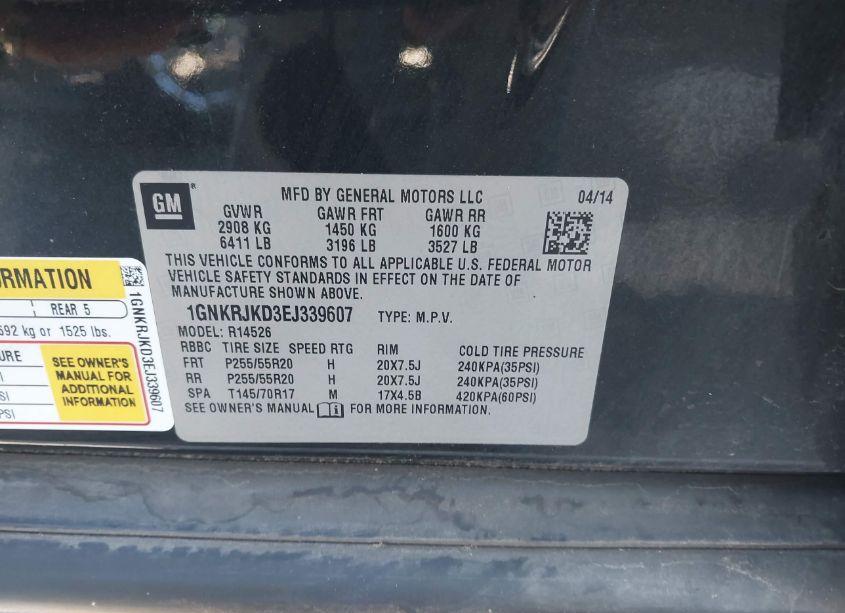 GM
®
MFD BY GENERAL MOTORS LLC
04/14
GVWR GAWR FRT GAWR RR
2908 KG 1450 KG 1600 KG
6411 LB 3196 LB 3527 LB
THIS VEHICLE CONFORMS TO ALL APPLICABLE U.S. FEDERAL MOTOR
VEHICLE SAFETY STANDARDS IN EFFECT ON THE DATE OF
MANUFACTURE SHOWN ABOVE.
1GNKRJKD3EJ339607 TYPE: M.P.V.
MODEL: R14526
RBBC TIRE SIZE SPEED RTG RIM COLD TIRE PRESSURE
FRT P255/55R20 H 20X7.5J 240KPA(35PSI)
RR P255/55R20 H 20X7.5J 240KPA(35PSI)
SPA T145/70R17 M 17X4.5B 420KPA(60PSI)
SEE OWNER'S MANUAL FOR MORE INFORMATION.
REAR 5
kg or 1525 lbs.
SEE OWNER'S
MANUAL FOR
ADDITIONAL
INFORMATION
1GNKRJKD3EJ339607